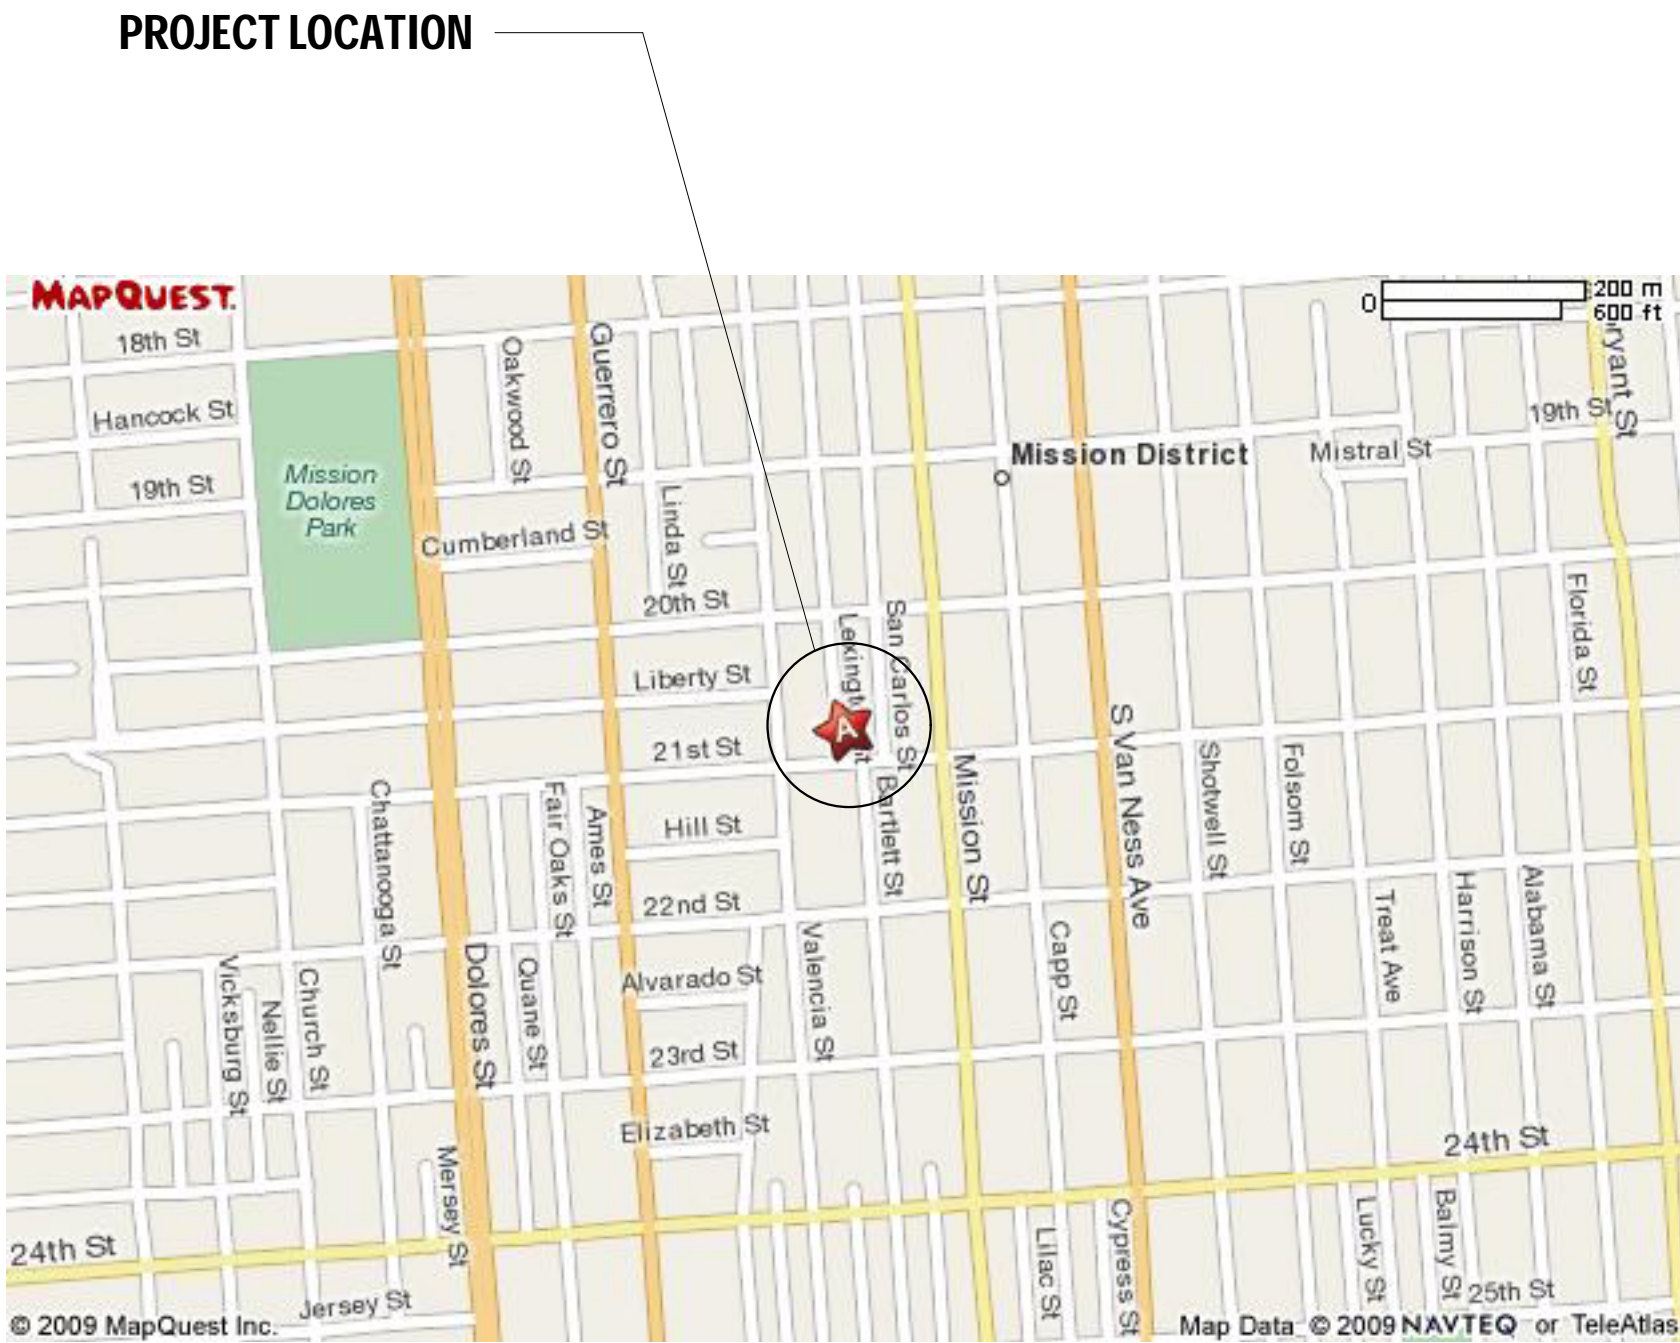 PROJECT LOCATION
MAPQUEST.
0
200 m
600 ft
18th St
Hancock St
19th St
Mission
Dolores
Park
Oakwood St
Guerrero St
Cumberland St
Linda St
20th St
Mission District
Mistral St
19th St
ryant St
Florida St
Liberty St
Lexingt
San Carlos St
A
21st St
Hill St
22nd St
Bartlett St
Mission St
S Van Ness Ave
Shotwell St
Folsom St
Chattanooga St
Fair Oaks St
Ames St
Dolores St
Quane St
Alvarado St
Valencia St
Capp St
Treat Ave
Harrison St
Alabama St
Vicksburg St
Nellie St
Church St
23rd St
Elizabeth St
24th St
Mersey St
24th St
Jersey St
Lilac St
Cypress St
Lucky St
Balmy St
25th St
© 2009 MapQuest Inc.
Map Data © 2009 NAVTEQ or TeleAtlas